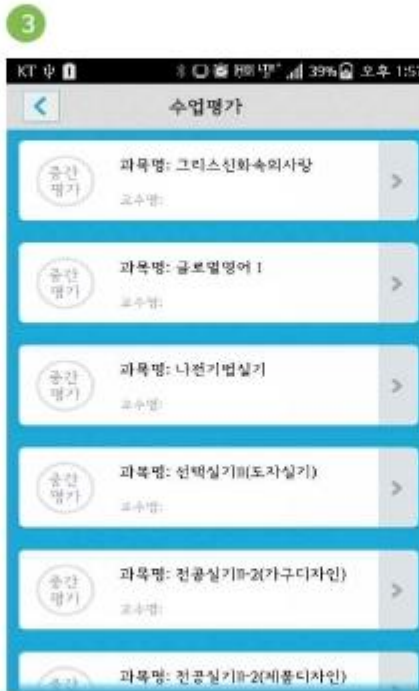 3
KT 39% 오후 1:5
수업평가
중간
평가
과목명: 그리스신화속의사랑
교수명:
중간
평가
과목명: 글로벌영어 I
교수명:
중간
평가
과목명: 나전기법실기
교수명:
중간
평가
과목명: 선택실기II(도자실기)
교수명:
중간
평가
과목명: 전공실기II-2(가구디자인)
교수명:
중간
과목명: 전공실기II-2(제품디자인)